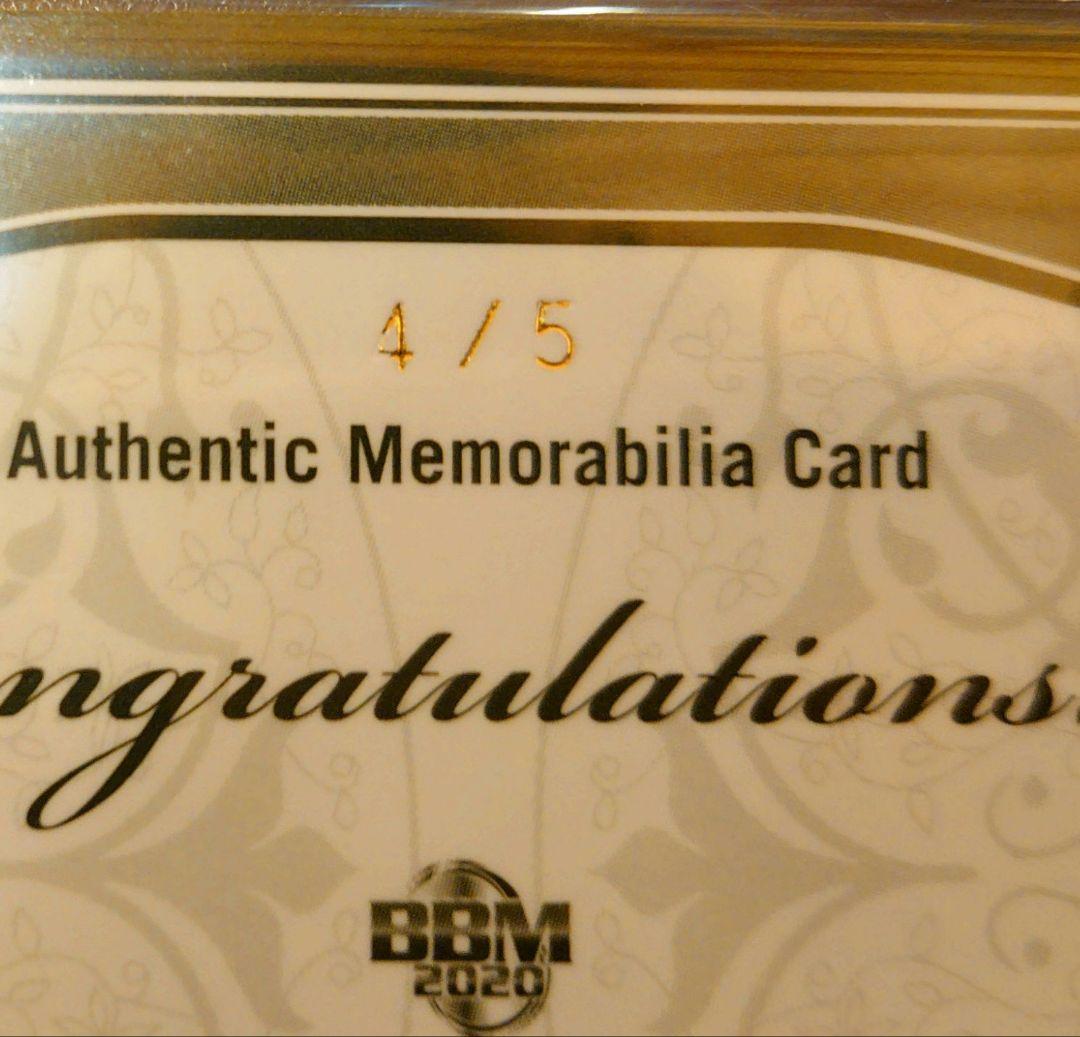 4 / 5
Authentic Memorabilia Card
ngratulations
BBM
2020